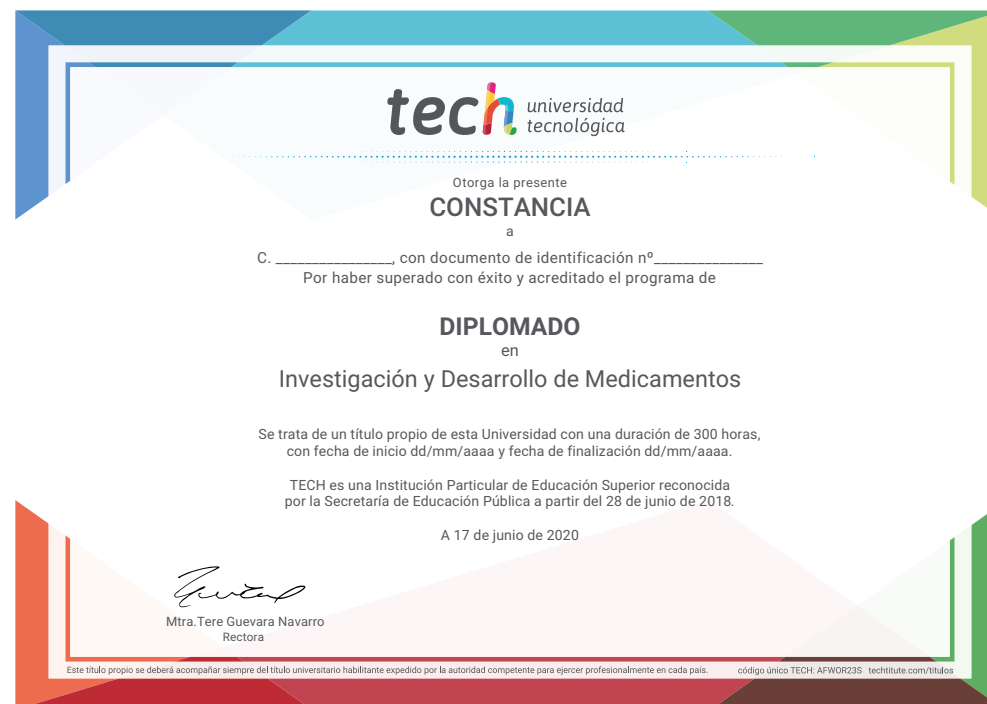 tech universidad
tecnológica
Otorga la presente
CONSTANCIA
a
C. ________________, con documento de identificación nº_______________
Por haber superado con éxito y acreditado el programa de
DIPLOMADO
en
Investigación y Desarrollo de Medicamentos
Se trata de un título propio de esta Universidad con una duración de 300 horas,
con fecha de inicio dd/mm/aaaa y fecha de finalización dd/mm/aaaa.
TECH es una Institución Particular de Educación Superior reconocida
por la Secretaría de Educación Pública a partir del 28 de junio de 2018.
A 17 de junio de 2020
Mtra.Tere Guevara Navarro
Rectora
Este título propio se deberá acompañar siempre del título universitario habilitante expedido por la autoridad competente para ejercer profesionalmente en cada país. código único TECH: AFWOR23S techtitute.com/titulos